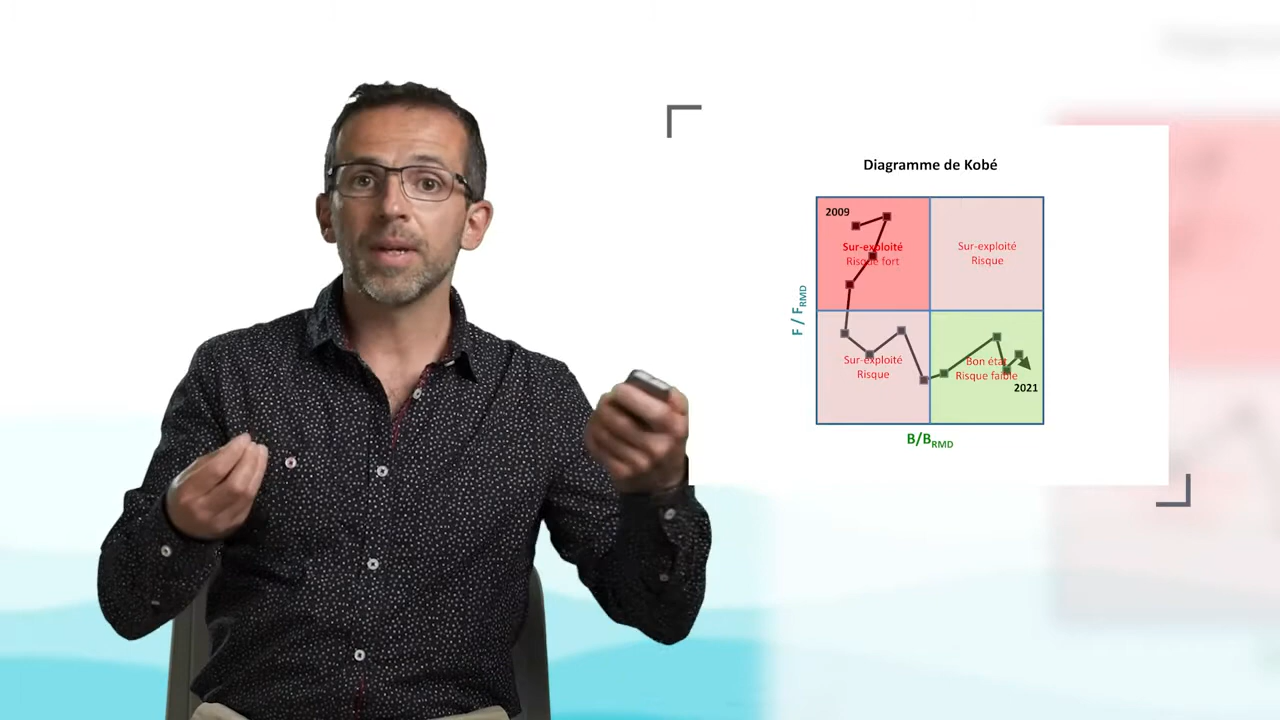 Diagramme de Kobé
2009
Sur-exploité
Risque fort
Sur-exploité
Risque
F / FRMD
Sur-exploité
Risque
Bon état
Risque faible
2021
B/BRMD